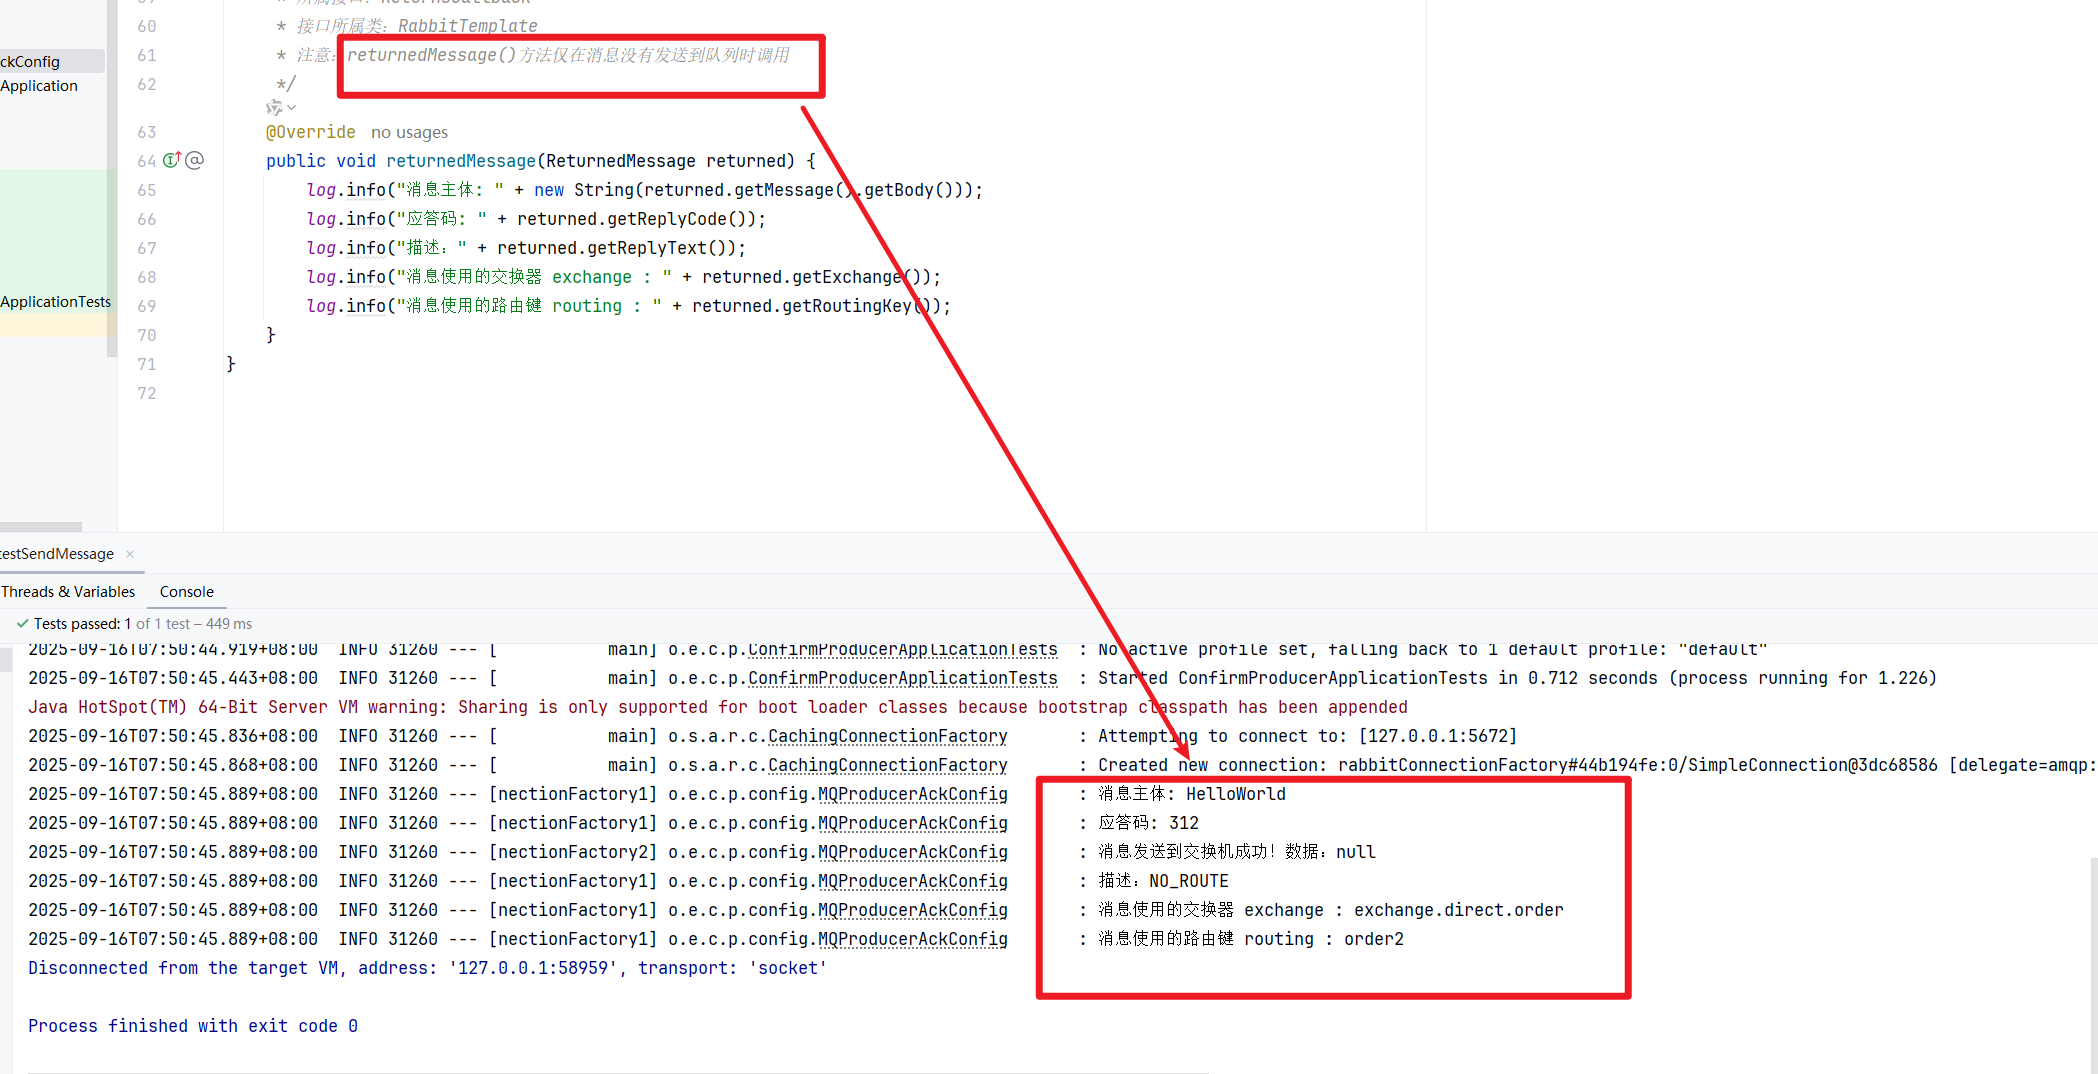 59 * 所属接口：ReturnsCallback
60 * 接口所属类：RabbitTemplate
61 * 注意：returnedMessage()方法仅在消息没有发送到队列时调用
62 */
ckConfig
Application
63 @Override no usages
64 public void returnedMessage(ReturnedMessage returned) {
65 log.info("消息主体: " + new String(returned.getMessage().getBody()));
66 log.info("应答码: " + returned.getReplyCode());
67 log.info("描述：" + returned.getReplyText());
68 log.info("消息使用的交换器 exchange : " + returned.getExchange());
69 log.info("消息使用的路由键 routing : " + returned.getRoutingKey());
ApplicationTests
70 }
71 }
72
testSendMessage ×
Threads & Variables Console
Tests passed: 1 of 1 test – 449 ms
2025-09-16T07:50:44.919+08:00 INFO 31260 --- [ main] o.e.c.p.ConfirmProducerApplicationTests : No active profile set, falling back to 1 default profile: "default"
2025-09-16T07:50:45.443+08:00 INFO 31260 --- [ main] o.e.c.p.ConfirmProducerApplicationTests : Started ConfirmProducerApplicationTests in 0.712 seconds (process running for 1.226)
Java HotSpot(TM) 64-Bit Server VM warning: Sharing is only supported for boot loader classes because bootstrap classpath has been appended
2025-09-16T07:50:45.836+08:00 INFO 31260 --- [ main] o.s.a.r.c.CachingConnectionFactory : Attempting to connect to: [127.0.0.1:5672]
2025-09-16T07:50:45.868+08:00 INFO 31260 --- [ main] o.s.a.r.c.CachingConnectionFactory : Created new connection: rabbitConnectionFactory#44b194fe:0/SimpleConnection@3dc68586 [delegate=amqp:
2025-09-16T07:50:45.889+08:00 INFO 31260 --- [nectionFactory1] o.e.c.p.config.MQProducerAckConfig : 消息主体: HelloWorld
2025-09-16T07:50:45.889+08:00 INFO 31260 --- [nectionFactory1] o.e.c.p.config.MQProducerAckConfig : 应答码: 312
2025-09-16T07:50:45.889+08:00 INFO 31260 --- [nectionFactory2] o.e.c.p.config.MQProducerAckConfig : 消息发送到交换机成功！数据：null
2025-09-16T07:50:45.889+08:00 INFO 31260 --- [nectionFactory1] o.e.c.p.config.MQProducerAckConfig : 描述：NO_ROUTE
2025-09-16T07:50:45.889+08:00 INFO 31260 --- [nectionFactory1] o.e.c.p.config.MQProducerAckConfig : 消息使用的交换器 exchange : exchange.direct.order
2025-09-16T07:50:45.889+08:00 INFO 31260 --- [nectionFactory1] o.e.c.p.config.MQProducerAckConfig : 消息使用的路由键 routing : order2
Disconnected from the target VM, address: '127.0.0.1:58959', transport: 'socket'
Process finished with exit code 0